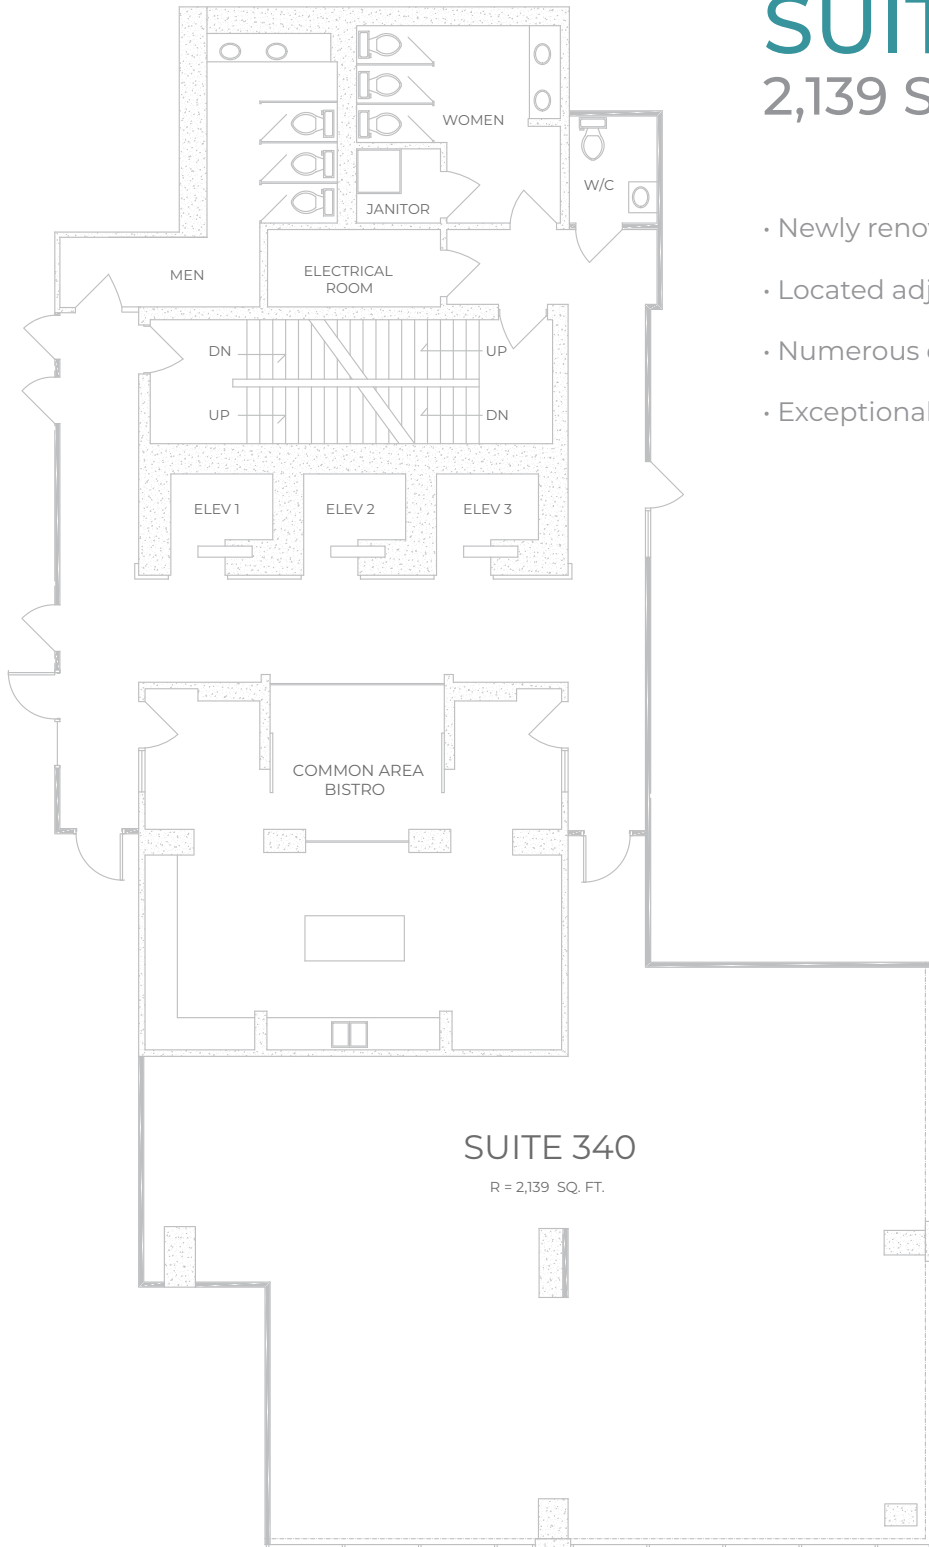 SUIT
2,139 S
• Newly reno
• Located adj
• Numerous
• Exceptional
WOMEN
W/C
JANITOR
MEN
ELECTRICAL
ROOM
DN
UP
UP
DN
ELEV 1
ELEV 2
ELEV 3
COMMON AREA
BISTRO
SUITE 340
R = 2,139 SQ. FT.